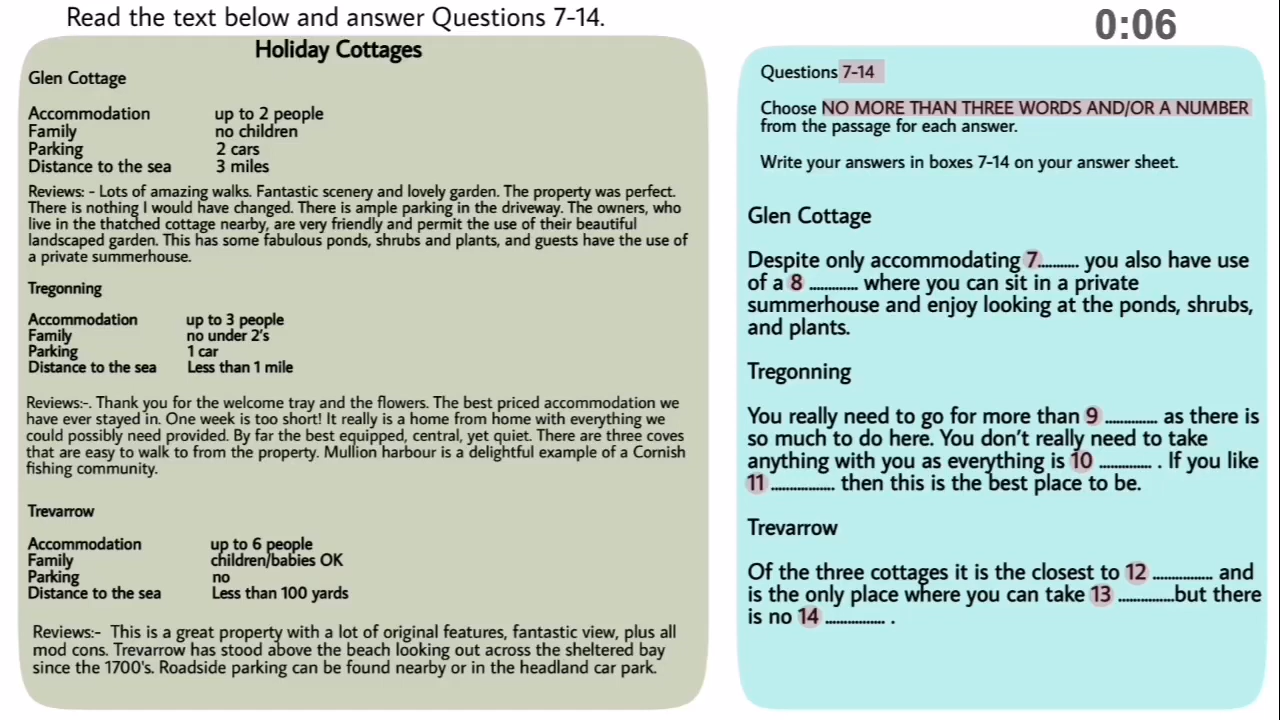 Read the text below and answer Questions 7-14.
0:06
Holiday Cottages
Glen Cottage
Accommodation up to 2 people
Family no children
Parking 2 cars
Distance to the sea 3 miles
Reviews: - Lots of amazing walks. Fantastic scenery and lovely garden. The property was perfect.
There is nothing I would have changed. There is ample parking in the driveway. The owners, who
live in the thatched cottage nearby, are very friendly and permit the use of their beautiful
landscaped garden. This has some fabulous ponds, shrubs and plants, and guests have the use of
a private summerhouse.
Tregonning
Accommodation up to 3 people
Family no under 2's
Parking 1 car
Distance to the sea Less than 1 mile
Reviews:-. Thank you for the welcome tray and the flowers. The best priced accommodation we
have ever stayed in. One week is too short! It really is a home from home with everything we
could possibly need provided. By far the best equipped, central, yet quiet. There are three coves
that are easy to walk to from the property. Mullion harbour is a delightful example of a Cornish
fishing community.
Trevarrow
Accommodation up to 6 people
Family children/babies OK
Parking no
Distance to the sea Less than 100 yards
Reviews:- This is a great property with a lot of original features, fantastic view, plus all
mod cons. Trevarrow has stood above the beach looking out across the sheltered bay
since the 1700's. Roadside parking can be found nearby or in the headland car park.
Questions 7-14
Choose NO MORE THAN THREE WORDS AND/OR A NUMBER
from the passage for each answer.
Write your answers in boxes 7-14 on your answer sheet.
Glen Cottage
Despite only accommodating 7.......... you also have use
of a 8 ............ where you can sit in a private
summerhouse and enjoy looking at the ponds, shrubs,
and plants.
Tregonning
You really need to go for more than 9 ............. as there is
so much to do here. You don't really need to take
anything with you as everything is 10 ............. . If you like
11 ................ then this is the best place to be.
Trevarrow
Of the three cottages it is the closest to 12 ............... and
is the only place where you can take 13 ..............but there
is no 14 ............... .